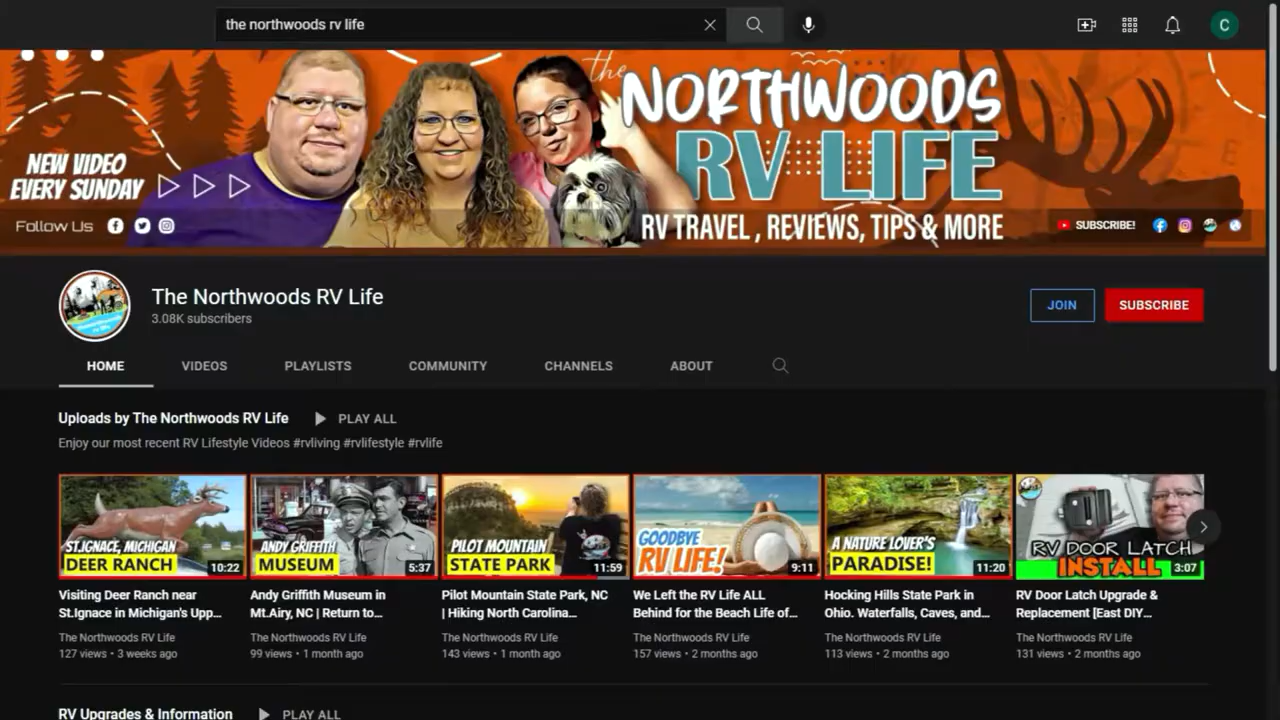 the northwoods rv life
C
the
NORTHWOODS
RV LIFE
RV TRAVEL , REVIEWS, TIPS & MORE
NEW VIDEO
EVERY SUNDAY
Follow Us
SUBSCRIBE!
The Northwoods RV Life
3.08K subscribers
JOIN
SUBSCRIBE
HOME
VIDEOS
PLAYLISTS
COMMUNITY
CHANNELS
ABOUT
Uploads by The Northwoods RV Life
PLAY ALL
Enjoy our most recent RV Lifestyle Videos #rvliving #rvlifestyle #rvlife
ST.IGNACE, MICHIGAN
DEER RANCH
10:22
Visiting Deer Ranch near
St.Ignace in Michigan's Upp...
The Northwoods RV Life
127 views • 3 weeks ago
ANDY GRIFFITH
MUSEUM
5:37
Andy Griffith Museum in
Mt.Airy, NC | Return to...
The Northwoods RV Life
99 views • 1 month ago
PILOT MOUNTAIN
STATE PARK
11:59
Pilot Mountain State Park, NC
| Hiking North Carolina...
The Northwoods RV Life
143 views • 1 month ago
GOODBYE
RV LIFE!
9:11
We Left the RV Life ALL
Behind for the Beach Life of...
The Northwoods RV Life
157 views • 2 months ago
A NATURE LOVER'S
PARADISE!
11:20
Hocking Hills State Park in
Ohio. Waterfalls, Caves, and...
The Northwoods RV Life
113 views • 2 months ago
RV DOOR LATCH
INSTALL
3:07
RV Door Latch Upgrade &
Replacement [East DIY...
The Northwoods RV Life
131 views • 2 months ago
RV Upgrades & Information
PLAY ALL